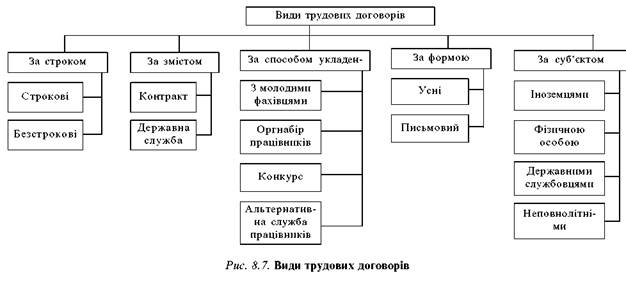 Види трудових договорів
За строком
Строкові
Безстрокові
За змістом
Контракт
Державна
служба
За способом укладен-
З молодими
фахівцями
Оргнабір
працівників
Конкурс
Альтернатив-
на служба
працівників
За формою
Усні
Письмовий
За суб’єктом
Іноземцями
Фізичною
особою
Державними
службовцями
Неповнолітні-
ми
Рис. 8.7. Види трудових договорів